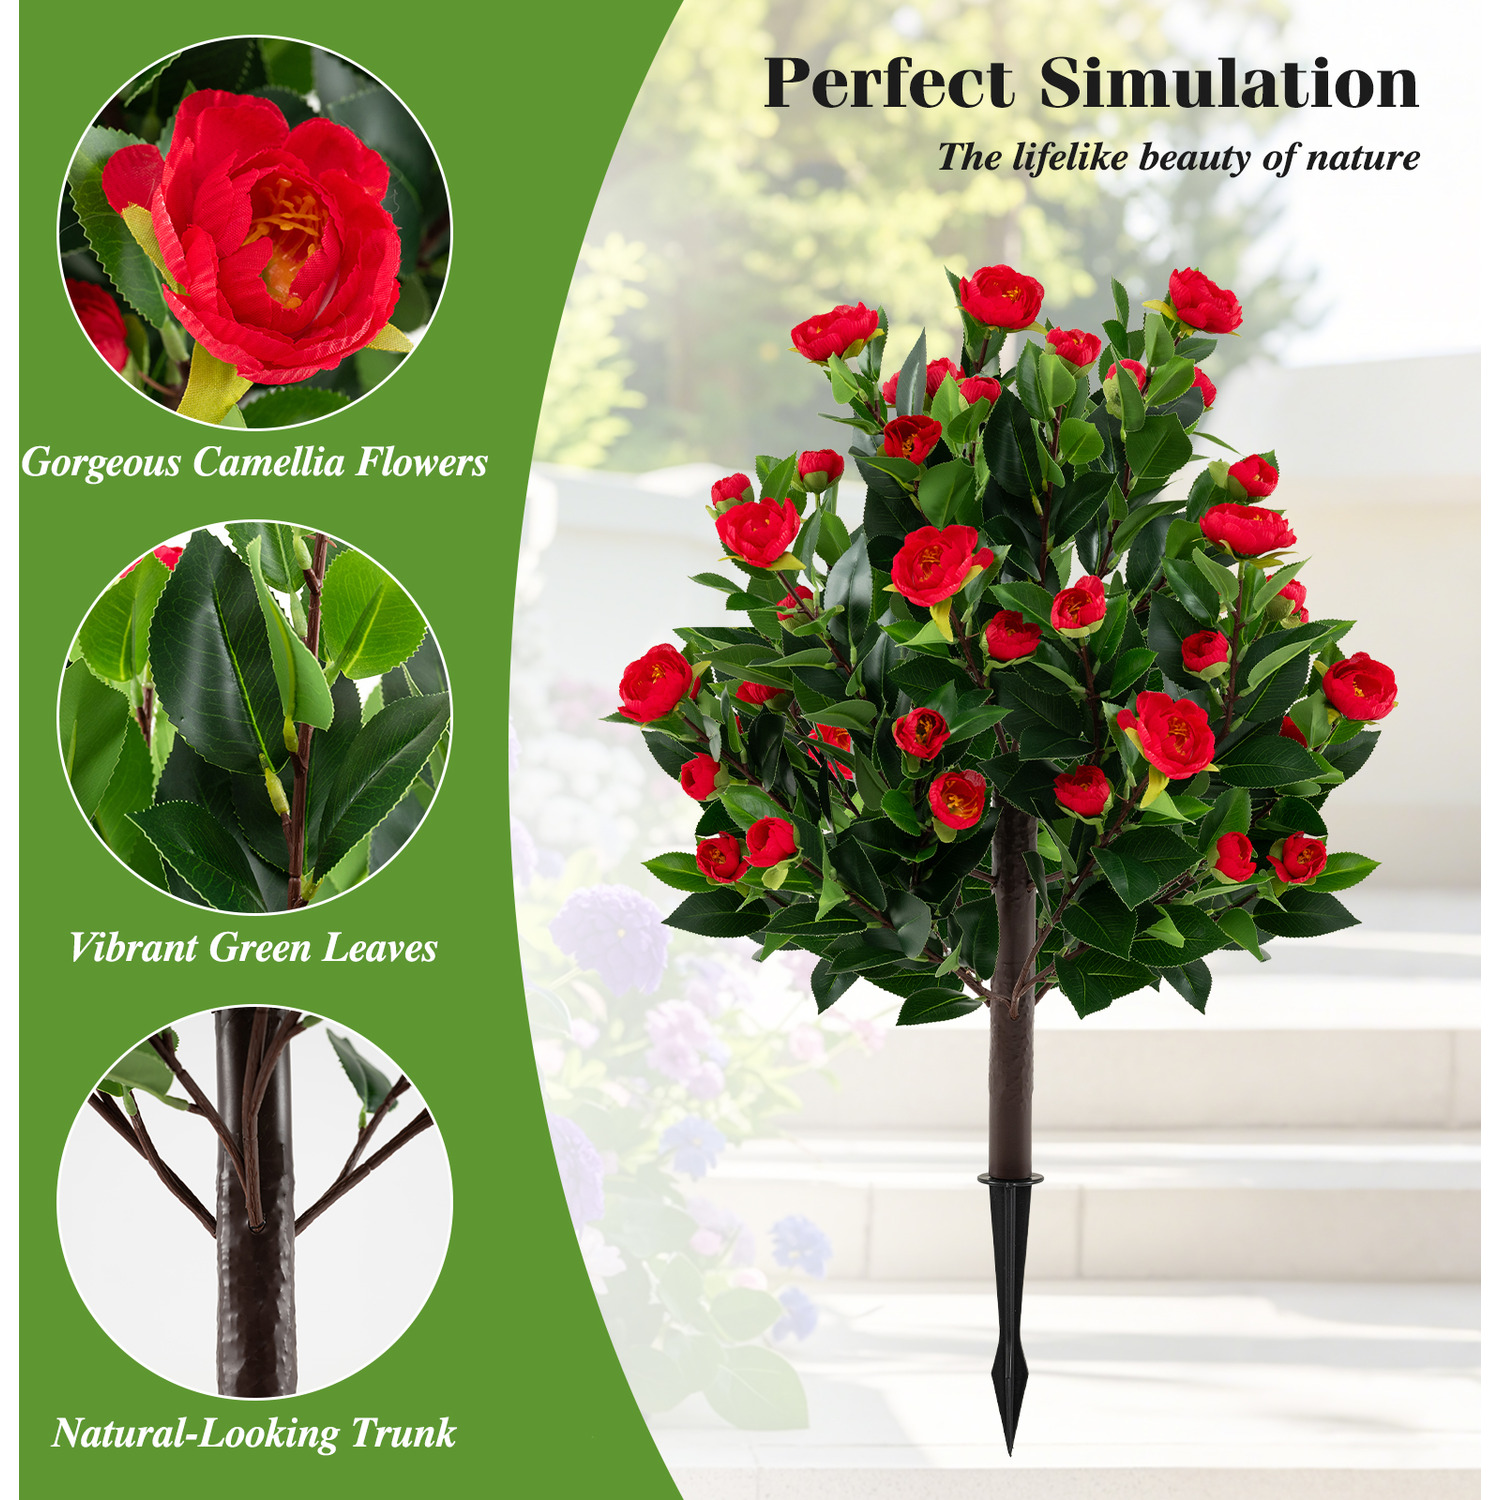 Perfect Simulation
The lifelike beauty of nature
Gorgeous Camellia Flowers
Vibrant Green Leaves
Natural-Looking Trunk